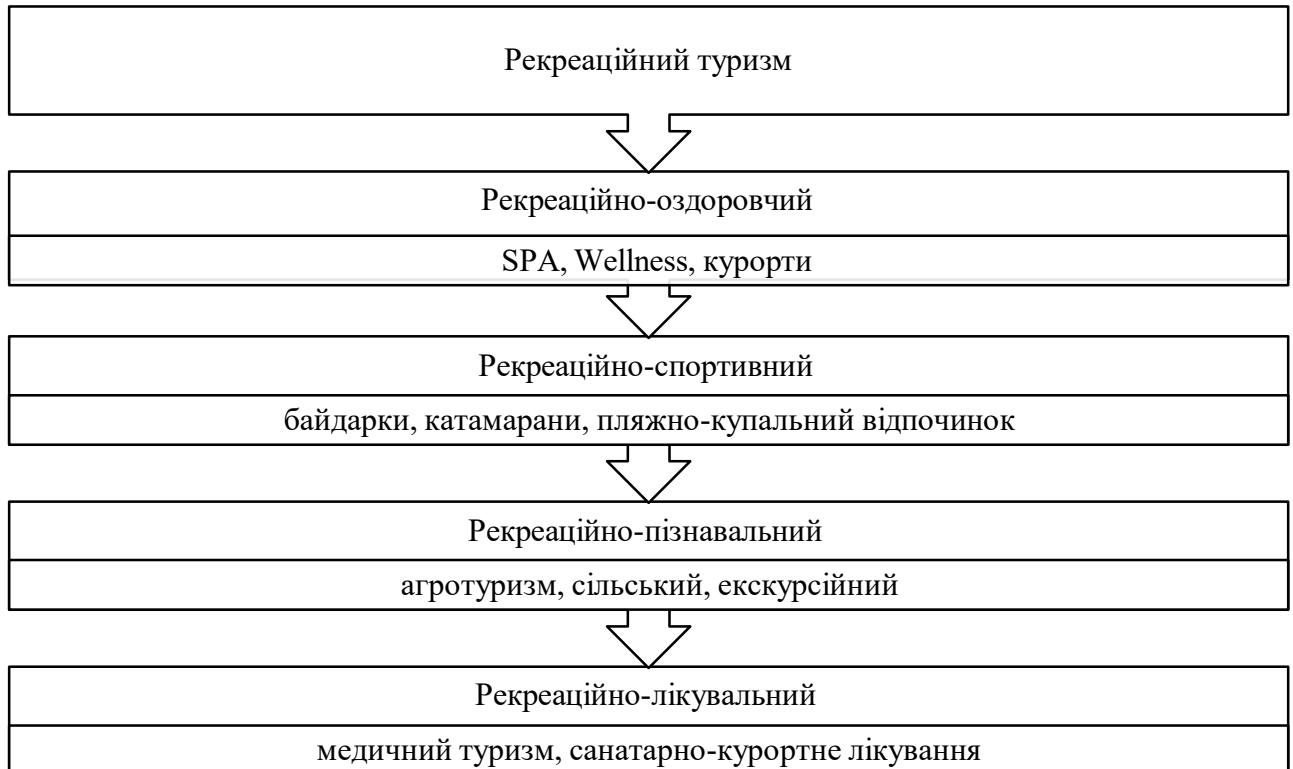 Рекреаційний туризм
Рекреаційно-оздоровчий
SPA, Wellness, курорти
Рекреаційно-спортивний
байдарки, катамарани, пляжно-купальний відпочинок
Рекреаційно-пізнавальний
агротуризм, сільський, екскурсійний
Рекреаційно-лікувальний
медичний туризм, санатарно-курортне лікування